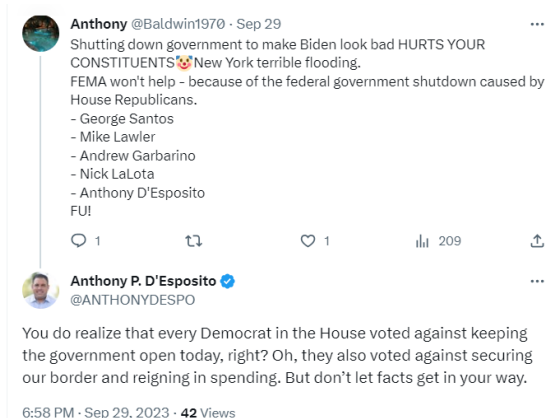 Anthony @Baldwin1970 · Sep 29
Shutting down government to make Biden look bad HURTS YOUR
CONSTITUENTS🤡New York terrible flooding.
FEMA won't help - because of the federal government shutdown caused by
House Republicans.
- George Santos
- Mike Lawler
- Andrew Garbarino
- Nick LaLota
- Anthony D'Esposito
FU!
1 1 209
Anthony P. D'Esposito
@ANTHONYDESPO
You do realize that every Democrat in the House voted against keeping
the government open today, right? Oh, they also voted against securing
our border and reigning in spending. But don’t let facts get in your way.
6:58 PM · Sep 29, 2023 · 42 Views